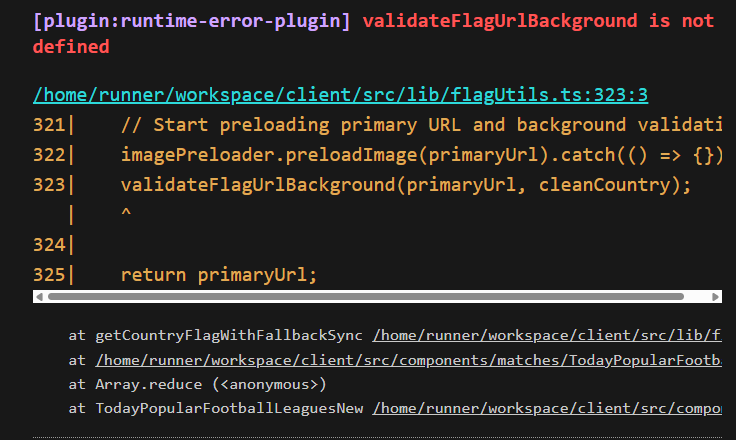 [plugin:runtime-error-plugin] validateFlagUrlBackground is not
defined
/home/runner/workspace/client/src/lib/flagUtils.ts:323:3
321|    // Start preloading primary URL and background validati
322|    imagePreloader.preloadImage(primaryUrl).catch(() => {})
323|    validateFlagUrlBackground(primaryUrl, cleanCountry);
   |    ^
324|
325|    return primaryUrl;
at getCountryFlagWithFallbackSync /home/runner/workspace/client/src/lib/f
at /home/runner/workspace/client/src/components/matches/TodayPopularFootb
at Array.reduce (<anonymous>)
at TodayPopularFootballLeaguesNew /home/runner/workspace/client/src/compo